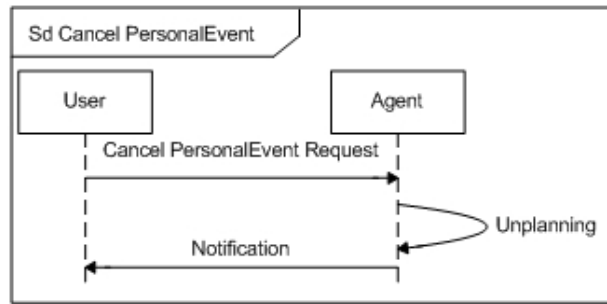 Sd Cancel PersonalEvent
User
Agent
Cancel PersonalEvent Request
Unplanning
Notification